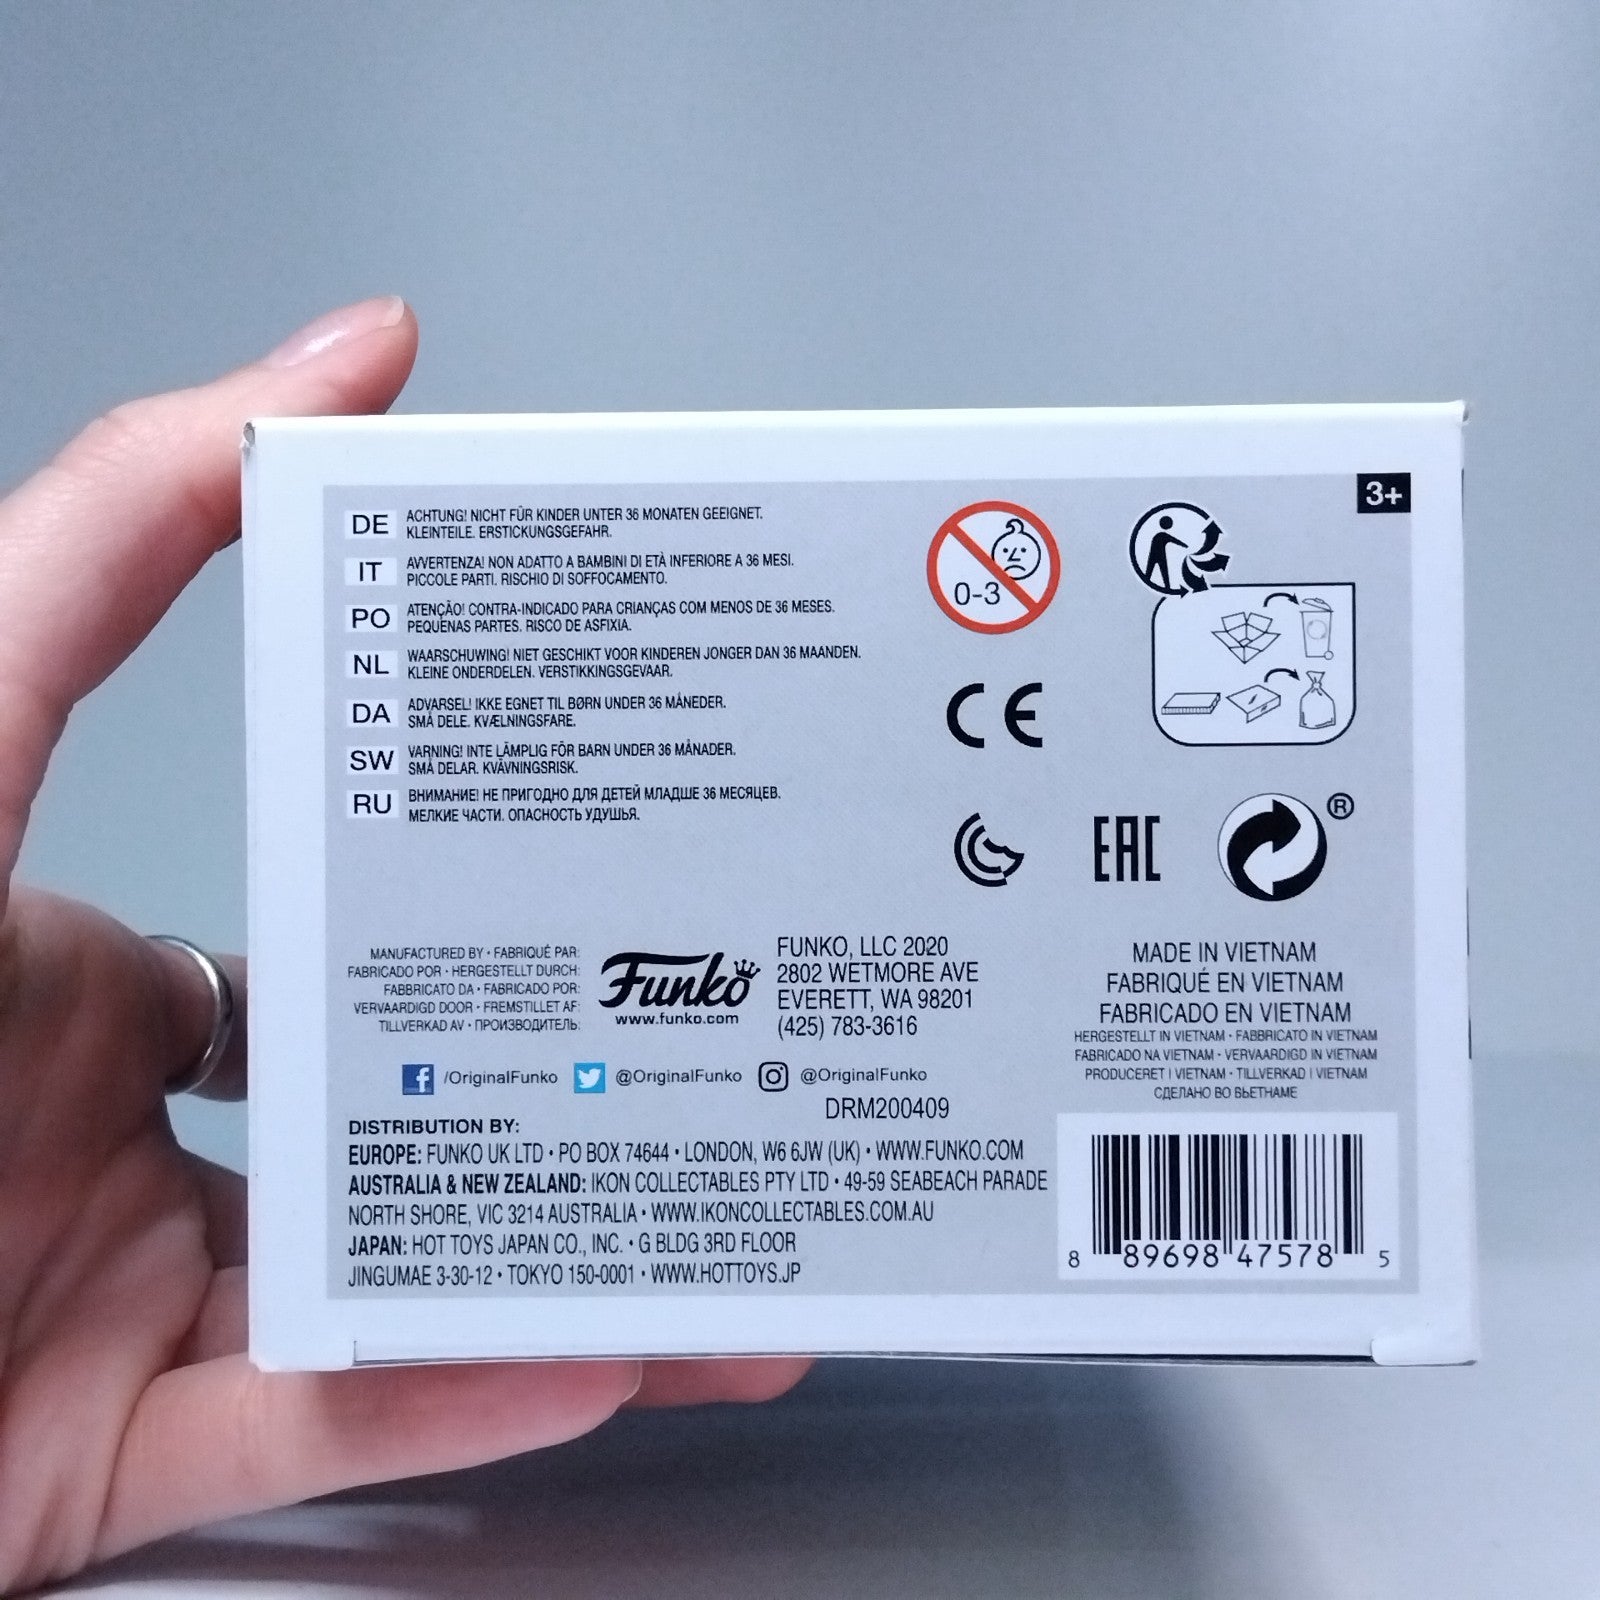 3+
DE
ACHTUNG! NICHT FÜR KINDER UNTER 36 MONATEN GEEIGNET.
KLEINTEILE. ERSTICKUNGSGEFAHR.
IT
AVVERTENZA! NON ADATTO A BAMBINI DI ETÀ INFERIORE A 36 MESI.
PICCOLE PARTI. RISCHIO DI SOFFOCAMENTO.
PO
ATENÇÃO! CONTRA-INDICADO PARA CRIANÇAS COM MENOS DE 36 MESES.
PEQUENAS PARTES. RISCO DE ASFIXIA.
NL
WAARSCHUWING! NIET GESCHIKT VOOR KINDEREN JONGER DAN 36 MAANDEN.
KLEINE ONDERDELEN. VERSTIKKINGSGEVAAR.
DA
ADVARSEL! IKKE EGNET TIL BØRN UNDER 36 MÅNEDER.
SMÅ DELE. KVÆLNINGSFARE.
SW
VARNING! INTE LÄMPLIG FÖR BARN UNDER 36 MÅNADER.
SMÅ DELAR. KVÄVNINGSRISK.
RU
ВНИМАНИЕ! НЕ ПРИГОДНО ДЛЯ ДЕТЕЙ МЛАДШЕ 36 МЕСЯЦЕВ.
МЕЛКИЕ ЧАСТИ. ОПАСНОСТЬ УДУШЬЯ.
0-3
CE
EAC
®
MANUFACTURED BY • FABRIQUÉ PAR:
FABRICADO POR • HERGESTELLT DURCH:
FABBRICATO DA • FABRICADO POR:
VERVAARDIGD DOOR • FREMSTILLET AF:
TILLVERKAD AV • ПРОИЗВОДИТЕЛЬ:
Funko
www.funko.com
FUNKO, LLC 2020
2802 WETMORE AVE
EVERETT, WA 98201
(425) 783-3616
MADE IN VIETNAM
FABRIQUÉ EN VIETNAM
FABRICADO EN VIETNAM
HERGESTELLT IN VIETNAM • FABBRICATO IN VIETNAM
FABRICADO NA VIETNAM • VERVAARDIGD IN VIETNAM
PRODUCERET I VIETNAM • TILLVERKAD I VIETNAM
СДЕЛАНО ВО ВЬЕТНАМЕ
f /OriginalFunko @OriginalFunko @OriginalFunko
DRM200409
DISTRIBUTION BY:
EUROPE: FUNKO UK LTD • PO BOX 74644 • LONDON, W6 6JW (UK) • WWW.FUNKO.COM
AUSTRALIA & NEW ZEALAND: IKON COLLECTABLES PTY LTD • 49-59 SEABEACH PARADE
NORTH SHORE, VIC 3214 AUSTRALIA • WWW.IKONCOLLECTABLES.COM.AU
JAPAN: HOT TOYS JAPAN CO., INC. • G BLDG 3RD FLOOR
JINGUMAE 3-30-12 • TOKYO 150-0001 • WWW.HOTTOYS.JP
8 89698 47578 5